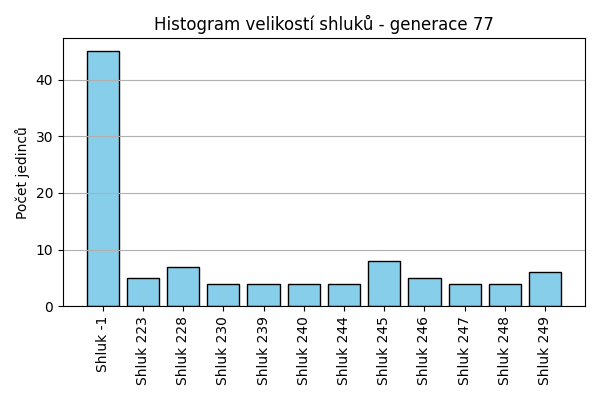 Histogram velikostí shluků - generace 77
Počet jedinců
40
30
20
10
0
Shluk -1
Shluk 223
Shluk 228
Shluk 230
Shluk 239
Shluk 240
Shluk 244
Shluk 245
Shluk 246
Shluk 247
Shluk 248
Shluk 249